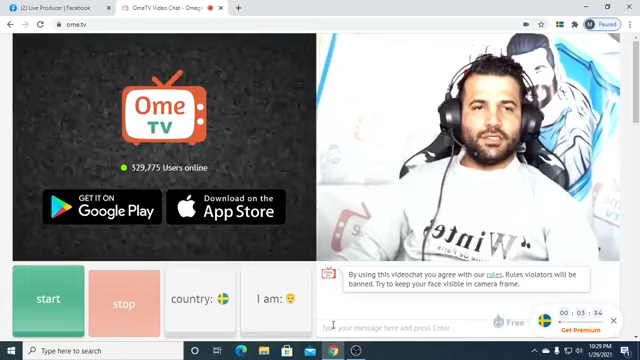 (2) Live Producer | Facebook
OmeTV Video Chat - Omegl
ome.tv
Paused
Ome
TV
329,775 Users online
GET IT ON
Google Play
Download on the
App Store
Winte
start
stop
country:
I am:
By using this videochat you agree with our rules. Rules violators will be
banned. Try to keep your face visible in camera frame.
Type your message here and press Enter
Free
00 : 03 : 34
Get Premium
Type here to search
10:29 PM
1/29/2021